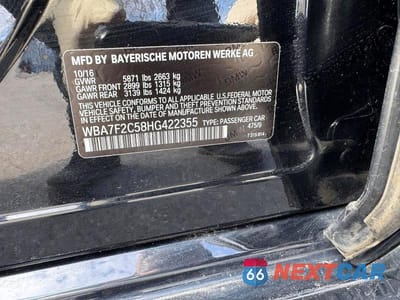 MFD BY BAYERISCHE MOTOREN WERKE AG
10/16
GVWR 5871 lbs 2663 kg
GAWR FRONT 2899 lbs 1315 kg
GAWR REAR 3139 lbs 1424 kg
THIS VEHICLE CONFORMS TO ALL APPLICABLE
U.S.FEDERAL MOTOR
VEHICLE SAFETY, BUMPER AND THEFT PREVENTION
STANDARDS IN EFFECT ON THE DATE OF
MANUFACTURE SHOWN ABOVE.
WBA7F2C58HG422355
TYPE: PASSENGER CAR
475/9
66 NEXTCAR